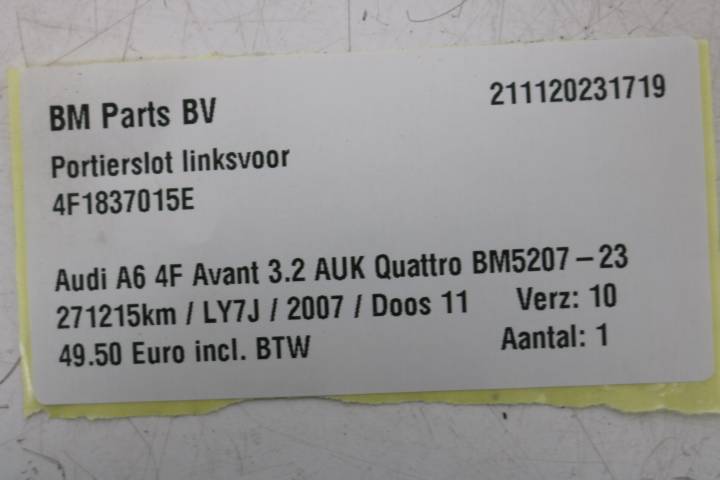 BM Parts BV 211120231719
Portierslot linksvoor
4F1837015E
Audi A6 4F Avant 3.2 AUK Quattro BM5207-23
271215km / LY7J / 2007 / Doos 11 Verz: 10
49.50 Euro incl. BTW Aantal: 1